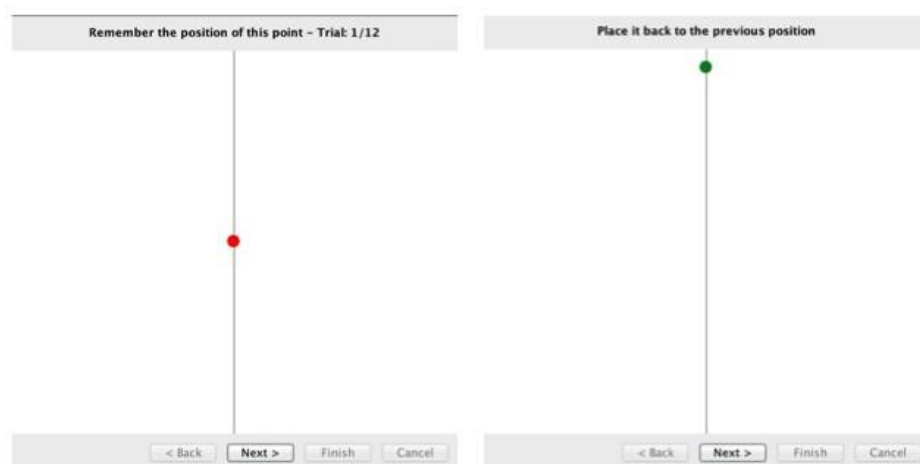 Remember the position of this point - Trial: 1/12
< Back Next > Finish Cancel
Place it back to the previous position
< Back Next > Finish Cancel